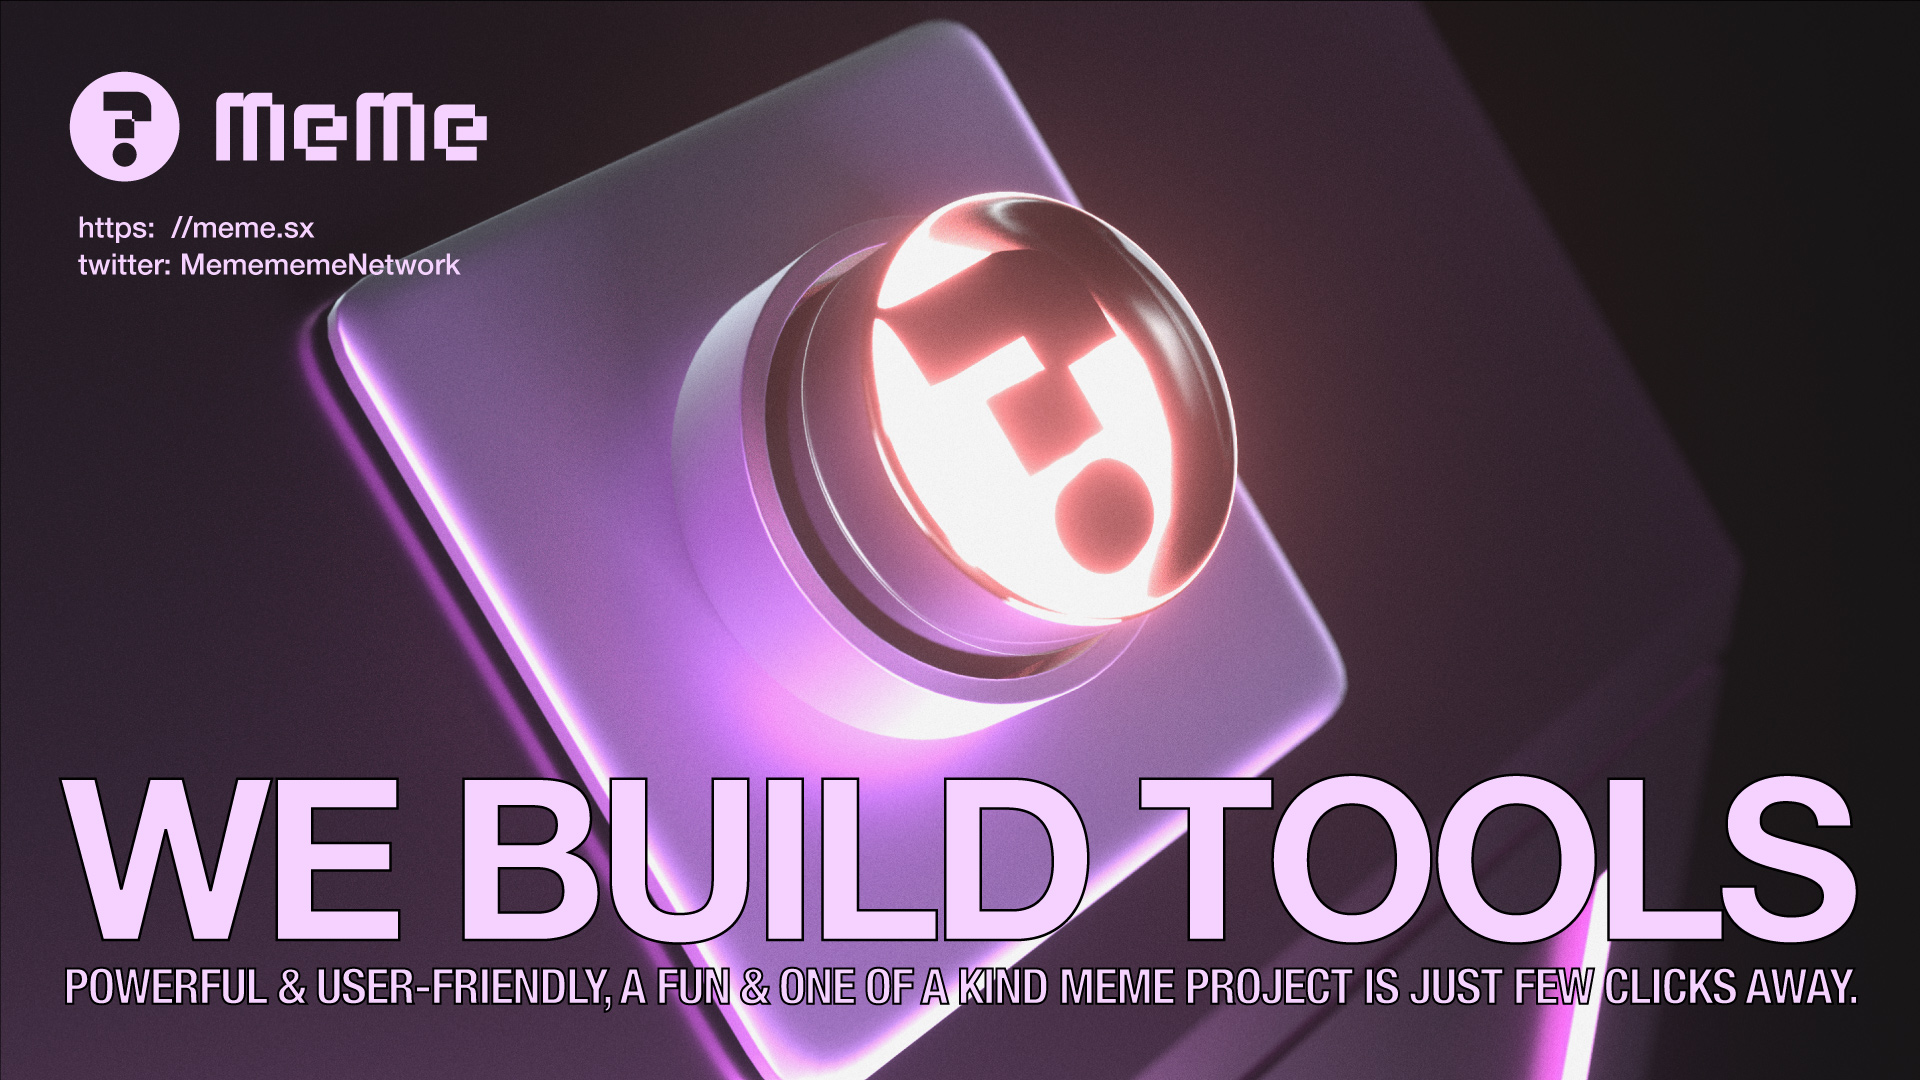 meme
https:  //meme.sx
twitter: MemememeNetwork
WE BUILD TOOLS
POWERFUL & USER-FRIENDLY, A FUN & ONE OF A KIND MEME PROJECT IS JUST FEW CLICKS AWAY.